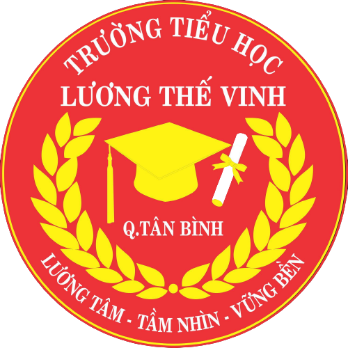 TRƯỜNG TIỂU HỌC
LƯƠNG THẾ VINH
Q.TÂN BÌNH
LƯƠNG TÂM - TẦM NHÌN - VỮNG BỀN